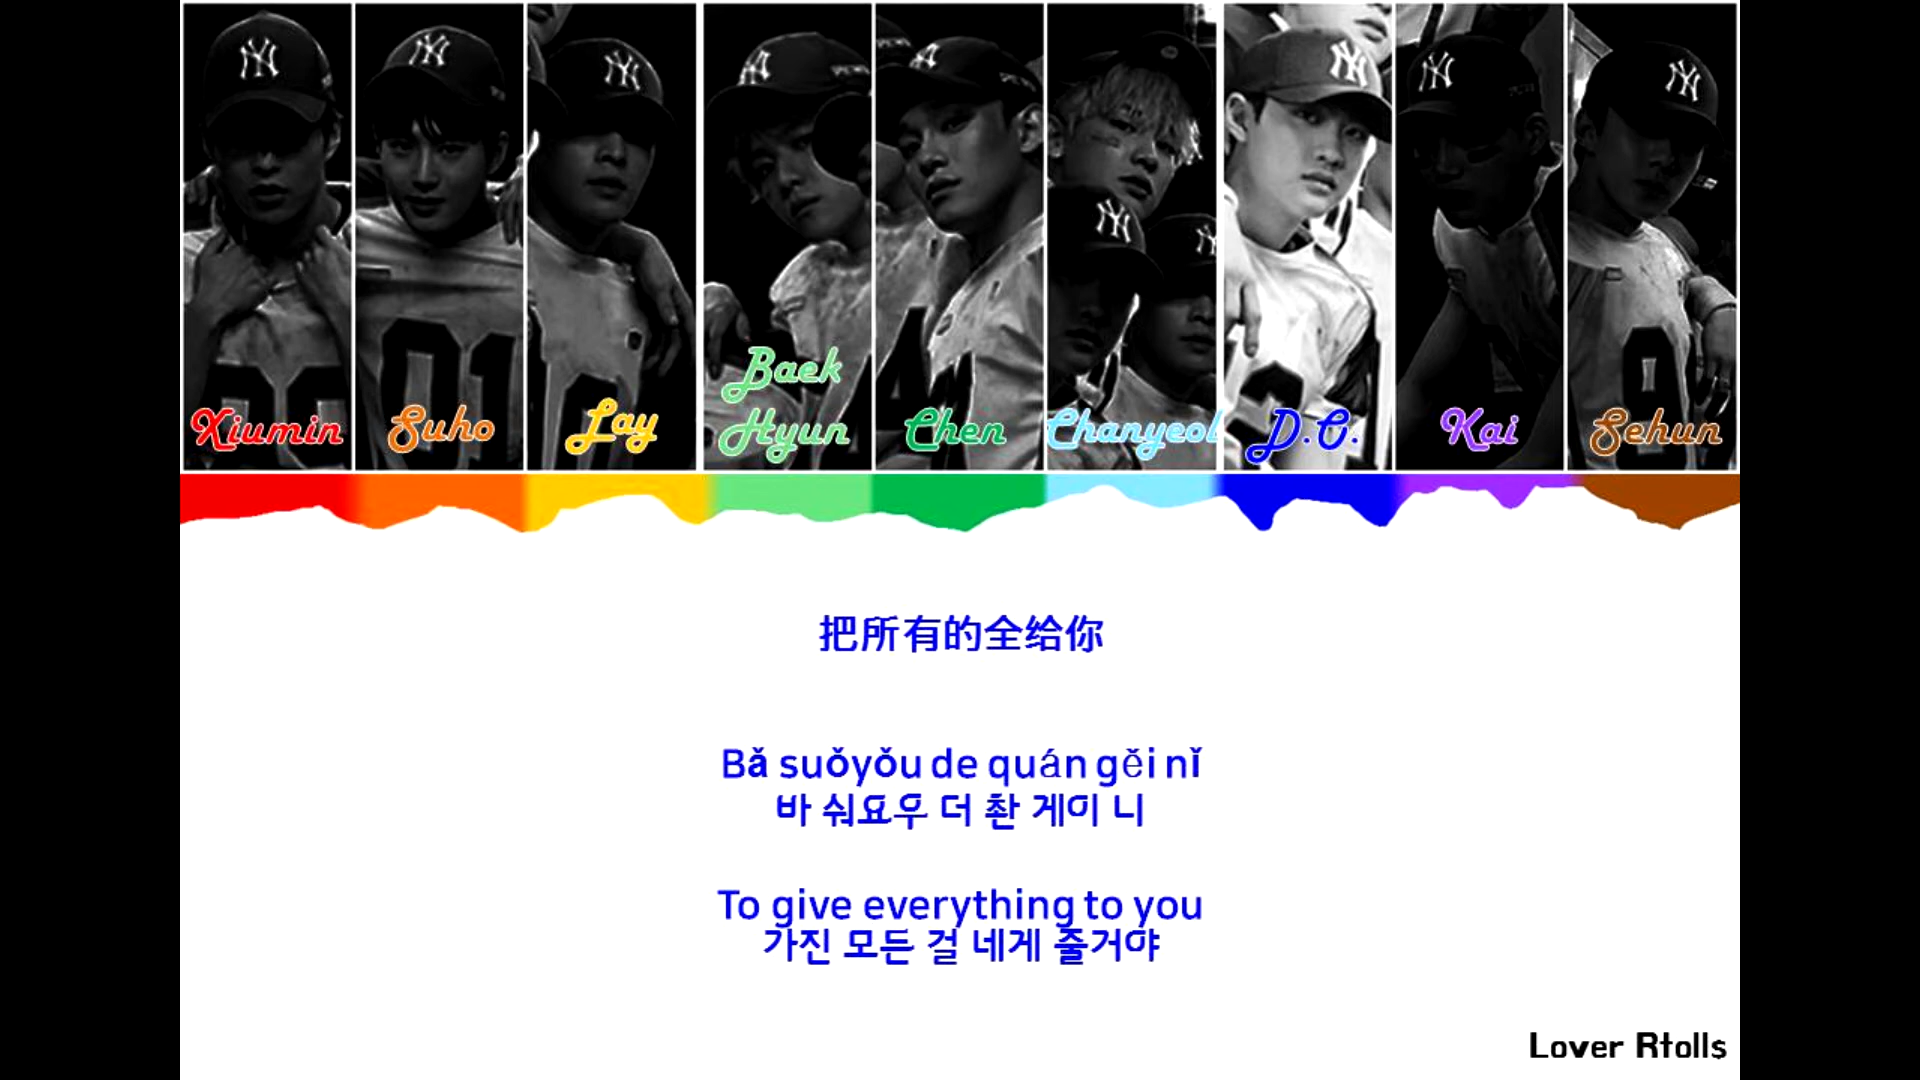 Xiumin
Suho
Lay
Baek
Hyun
Chen
Chanyeol
D.O.
Kai
Sehun
把所有的全给你
Bǎ suǒyǒu de quán gěi nǐ
바 숴요우 더 촨 게이 니
To give everything to you
가진 모든 걸 네게 줄거야
Lover Rtolls